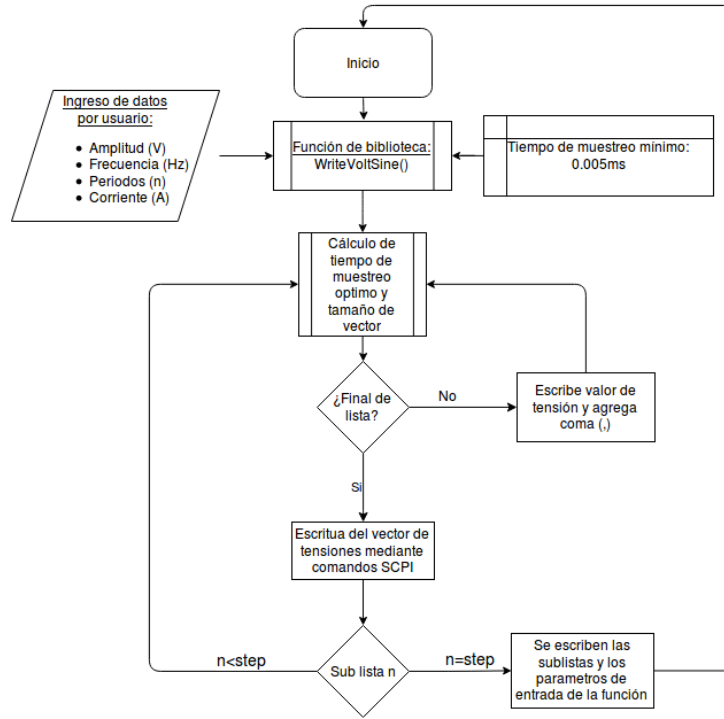 Inicio
Ingreso de datos
por usuario:
Amplitud (V)
Frecuencia (Hz)
Periodos (n)
Corriente (A)
Función de biblioteca:
WriteVoltSine()
Tiempo de muestreo mínimo:
0.005ms
Cálculo de
tiempo de
muestreo
optimo y
tamaño de
vector
¿Final de
lista?
No
Escribe valor de
tensión y agrega
coma (,)
Si
Escritua del vector de
tensiones mediante
comandos SCPI
Sub lista n
n<step
n=step
Se escriben las
sublistas y los
parametros de
entrada de la función